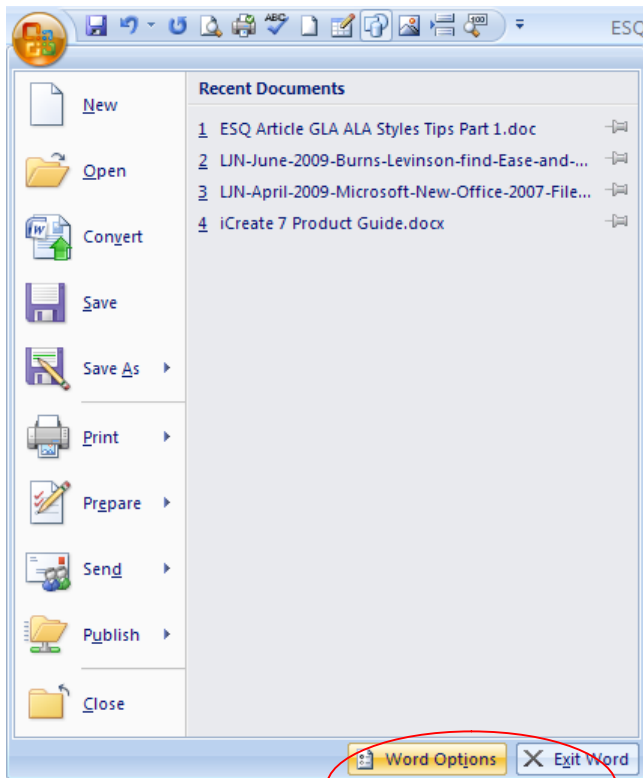 ABC
100
ESQ
New
Open
Convert
Save
Save As
Print
Prepare
Send
Publish
Close
Recent Documents
1 ESQ Article GLA ALA Styles Tips Part 1.doc
2 LJN-June-2009-Burns-Levinson-find-Ease-and-...
3 LJN-April-2009-Microsoft-New-Office-2007-File...
4 iCreate 7 Product Guide.docx
Word Options
Exit Word